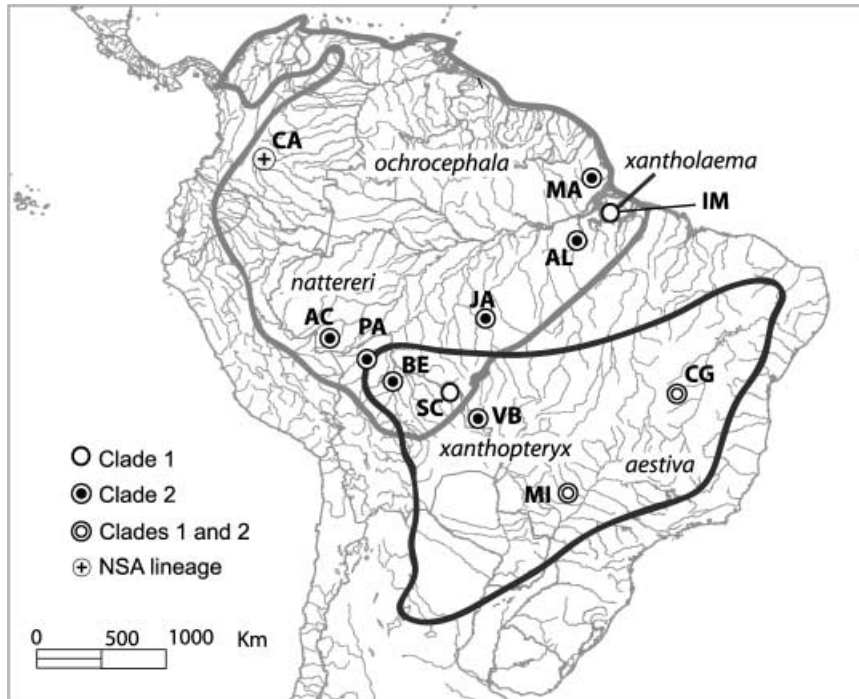 CA
ochrocephala
xantholaema
MA
IM
AL
nattereri
JA
AC
PA
BE
CG
SC
VB
xanthopteryx
aestiva
MI
Clade 1
Clade 2
Clades 1 and 2
NSA lineage
0 500 1000 Km